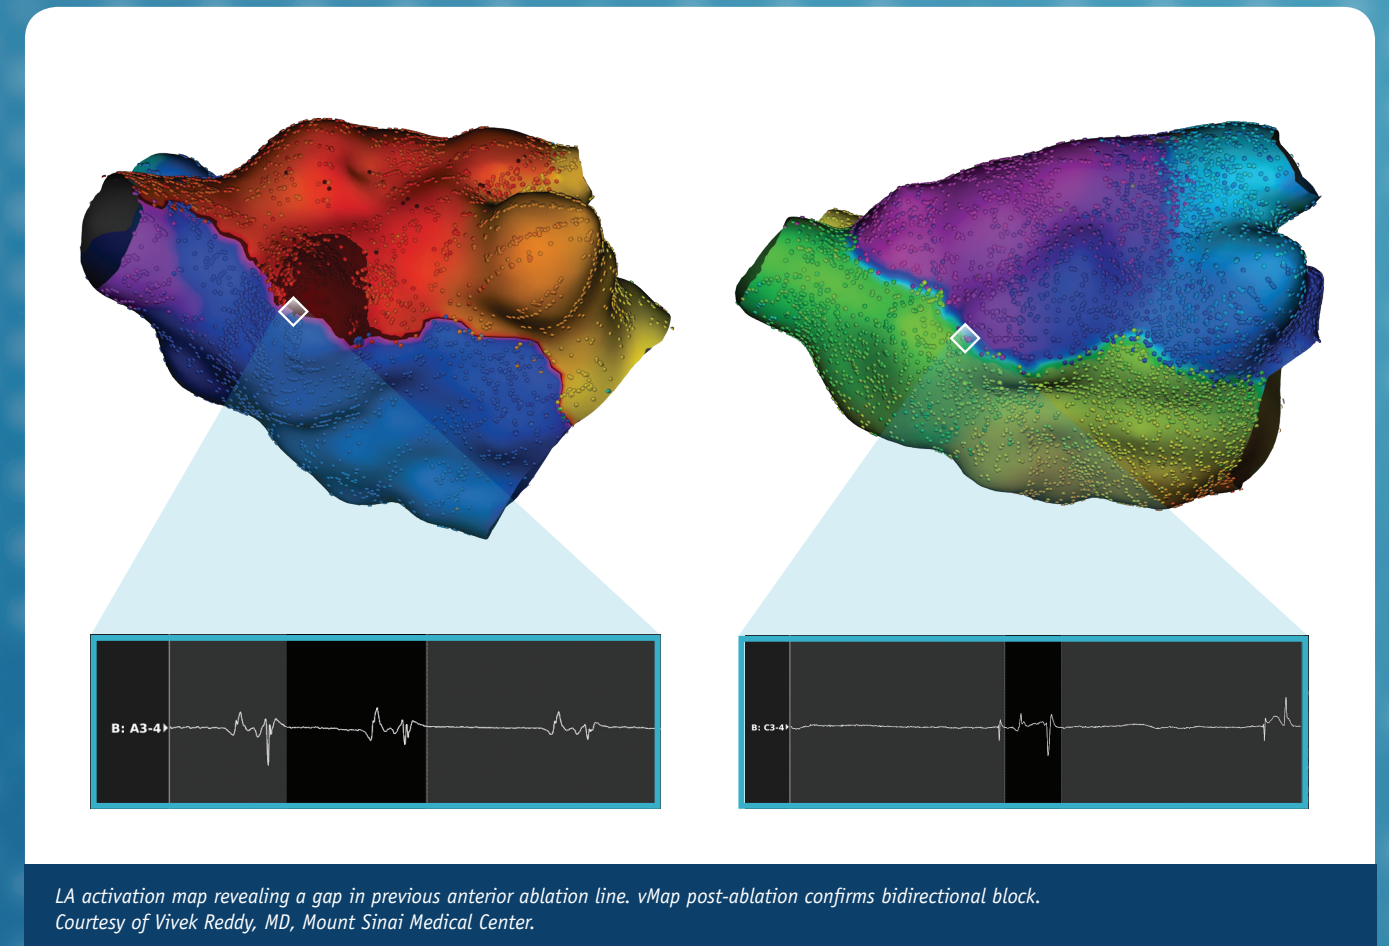 B: A3-4
B: C3-4
LA activation map revealing a gap in previous anterior ablation line. vMap post-ablation confirms bidirectional block.
Courtesy of Vivek Reddy, MD, Mount Sinai Medical Center.